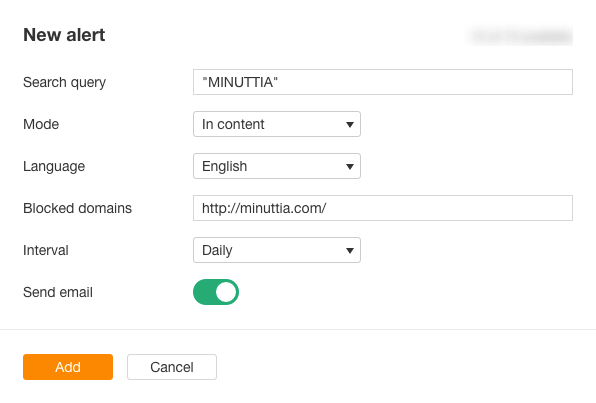 New alert
Search query "MINUTTIA"
Mode In content
Language English
Blocked domains http://minuttia.com/
Interval Daily
Send email
Add Cancel